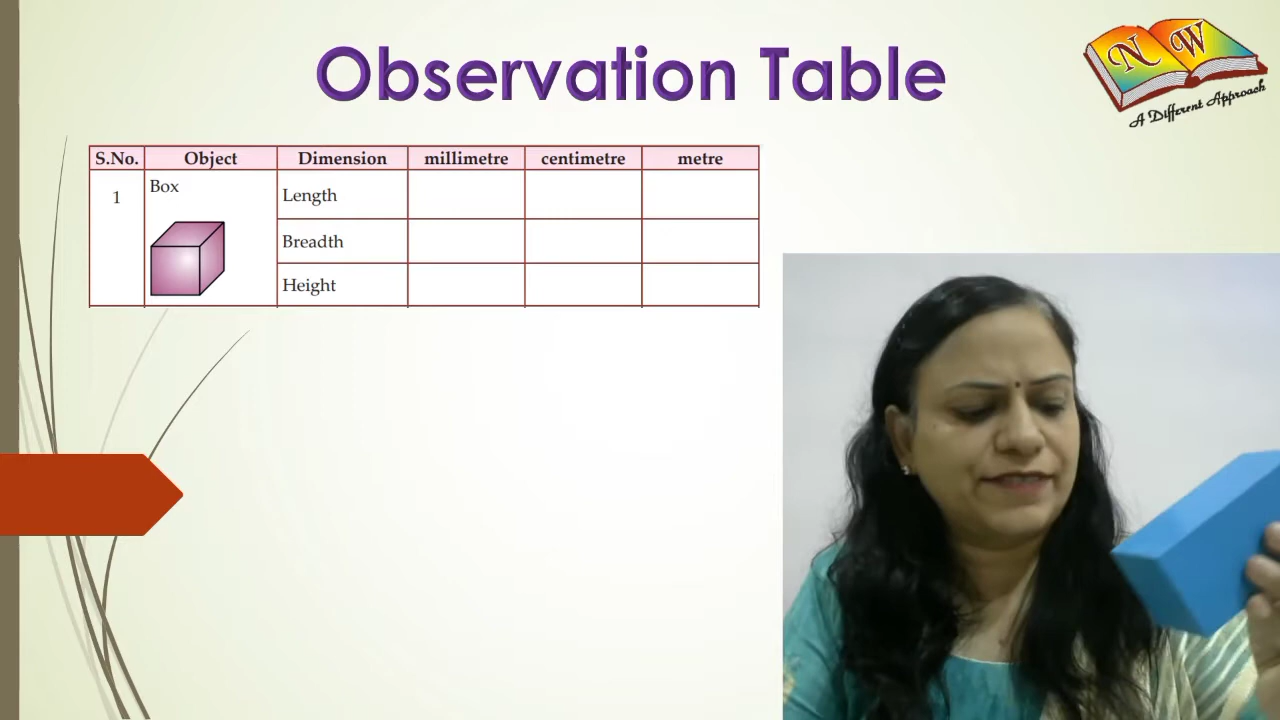 Observation Table
N W
A Different Approach
S.No. Object Dimension millimetre centimetre metre
1 Box Length
Breadth
Height